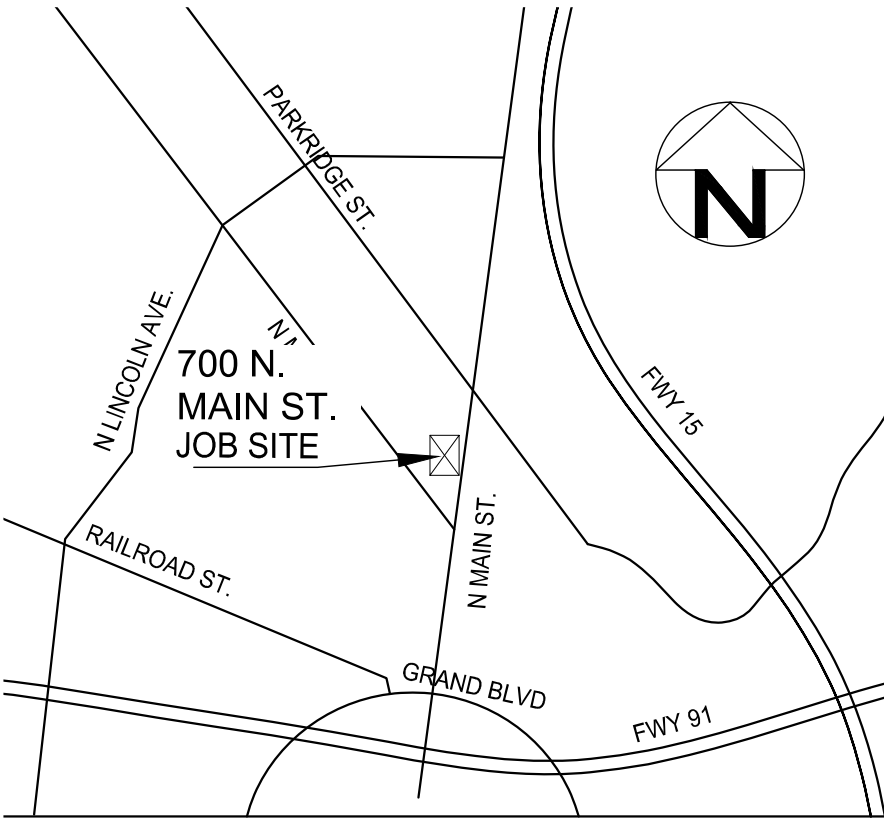 PARKRIDGE ST.
N
N LINCOLN AVE.
N
700 N.
MAIN ST.
JOB SITE
FWY 15
N MAIN ST.
RAILROAD ST.
GRAND BLVD
FWY 91